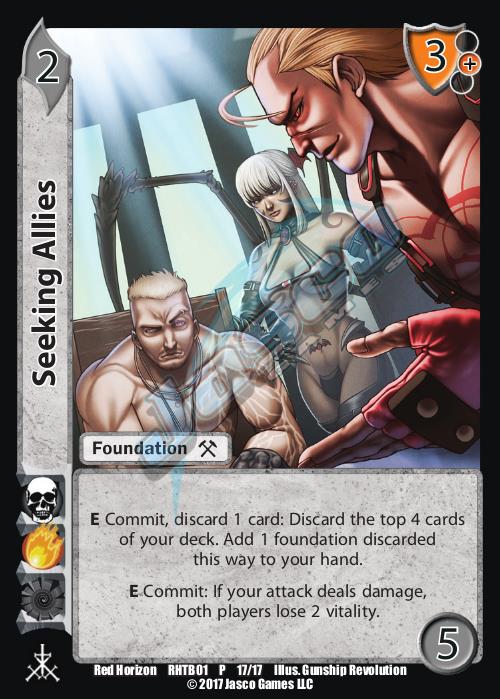 2
3
+
Seeking Allies
Foundation
E Commit, discard 1 card: Discard the top 4 cards
of your deck. Add 1 foundation discarded
this way to your hand.
E Commit: If your attack deals damage,
both players lose 2 vitality.
5
Red Horizon RHTB01 P 17/17 Illus. Gunship Revolution
© 2017 Jasco Games LLC